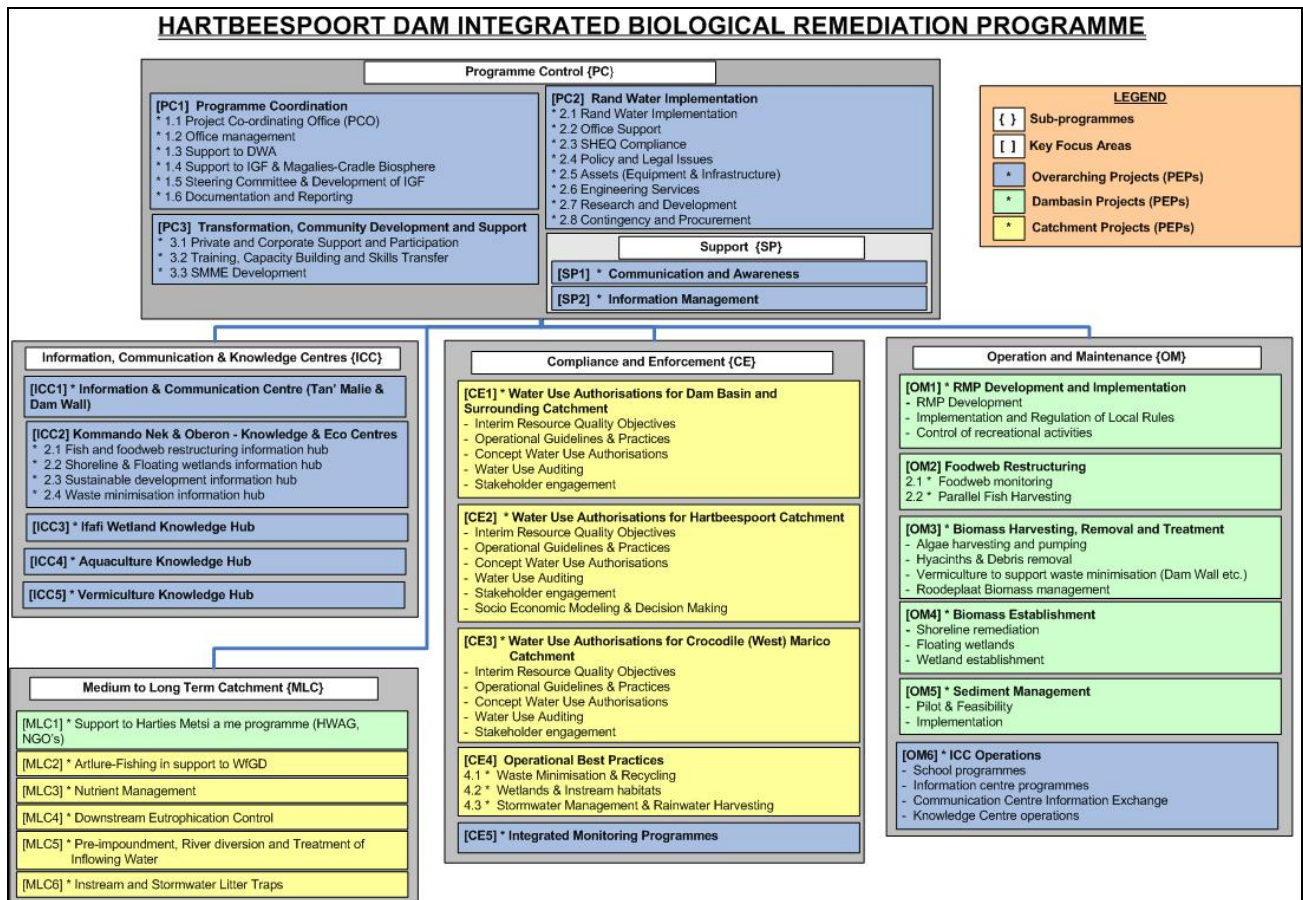 HARTBEESPOORT DAM INTEGRATED BIOLOGICAL REMEDIATION PROGRAMME
Programme Control {PC}
[PC1] Programme Coordination
* 1.1 Project Co-ordinating Office (PCO)
* 1.2 Office management
* 1.3 Support to DWA
* 1.4 Support to IGF & Magalies-Cradle Biosphere
* 1.5 Steering Committee & Development of IGF
* 1.6 Documentation and Reporting
[PC3] Transformation, Community Development and Support
* 3.1 Private and Corporate Support and Participation
* 3.2 Training, Capacity Building and Skills Transfer
* 3.3 SMME Development
[PC2] Rand Water Implementation
* 2.1 Rand Water Implementation
* 2.2 Office Support
* 2.3 SHEQ Compliance
* 2.4 Policy and Legal Issues
* 2.5 Assets (Equipment & Infrastructure)
* 2.6 Engineering Services
* 2.7 Research and Development
* 2.8 Contingency and Procurement
Support {SP}
[SP1] * Communication and Awareness
[SP2] * Information Management
LEGEND
{ } Sub-programmes
[ ] Key Focus Areas
* Overarching Projects (PEPs)
* Dambasin Projects (PEPs)
* Catchment Projects (PEPs)
Information, Communication & Knowledge Centres {ICC}
[ICC1] * Information & Communication Centre (Tan' Malie &
Dam Wall)
[ICC2] Kommando Nek & Oberon - Knowledge & Eco Centres
* 2.1 Fish and foodweb restructuring information hub
* 2.2 Shoreline & Floating wetlands information hub
* 2.3 Sustainable development information hub
* 2.4 Waste minimisation information hub
[ICC3] * Ifafi Wetland Knowledge Hub
[ICC4] * Aquaculture Knowledge Hub
[ICC5] * Vermiculture Knowledge Hub
Medium to Long Term Catchment {MLC}
[MLC1] * Support to Harties Metsi a me programme (HWAG,
NGO's)
[MLC2] * Artlure-Fishing in support to WfGD
[MLC3] * Nutrient Management
[MLC4] * Downstream Eutrophication Control
[MLC5] * Pre-impoundment, River diversion and Treatment of
Inflowing Water
[MLC6] * Instream and Stormwater Litter Traps
Compliance and Enforcement {CE}
[CE1] * Water Use Authorisations for Dam Basin and
Surrounding Catchment
- Interim Resource Quality Objectives
- Operational Guidelines & Practices
- Concept Water Use Authorisations
- Water Use Auditing
- Stakeholder engagement
[CE2] * Water Use Authorisations for Hartbeespoort Catchment
- Interim Resource Quality Objectives
- Operational Guidelines & Practices
- Concept Water Use Authorisations
- Water Use Auditing
- Stakeholder engagement
- Socio Economic Modeling & Decision Making
[CE3] * Water Use Authorisations for Crocodile (West) Marico
Catchment
- Interim Resource Quality Objectives
- Operational Guidelines & Practices
- Concept Water Use Authorisations
- Water Use Auditing
- Stakeholder engagement
[CE4] Operational Best Practices
4.1 * Waste Minimisation & Recycling
4.2 * Wetlands & Instream habitats
4.3 * Stormwater Management & Rainwater Harvesting
[CE5] * Integrated Monitoring Programmes
Operation and Maintenance {OM}
[OM1] * RMP Development and Implementation
- RMP Development
- Implementation and Regulation of Local Rules
- Control of recreational activities
[OM2] Foodweb Restructuring
2.1 * Foodweb monitoring
2.2 * Parallel Fish Harvesting
[OM3] * Biomass Harvesting, Removal and Treatment
- Algae harvesting and pumping
- Hyacinths & Debris removal
- Vermiculture to support waste minimisation (Dam Wall etc.)
- Roodeplaat Biomass management
[OM4] * Biomass Establishment
- Shoreline remediation
- Floating wetlands
- Wetland establishment
[OM5] * Sediment Management
- Pilot & Feasibility
- Implementation
[OM6] * ICC Operations
- School programmes
- Information centre programmes
- Communication Centre Information Exchange
- Knowledge Centre operations